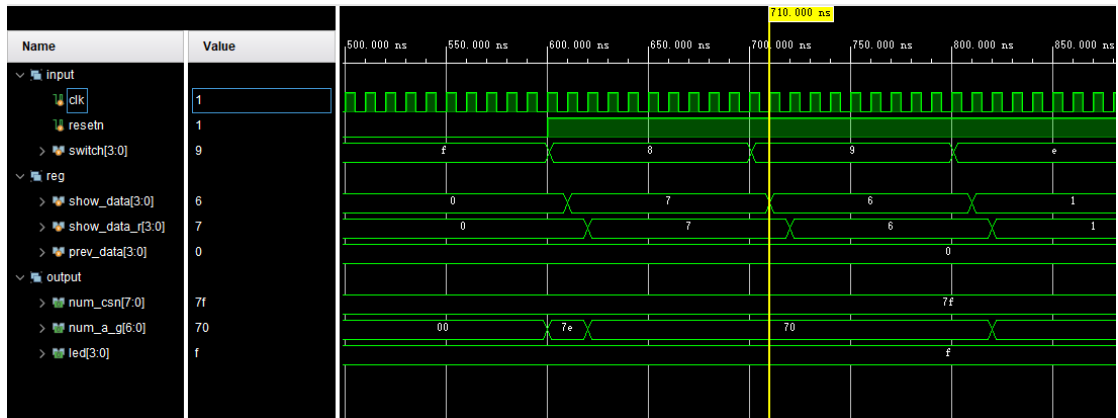 710.000 ns
Name Value 500.000 ns 550.000 ns 600.000 ns 650.000 ns 700.000 ns 750.000 ns 800.000 ns 850.000 ns
input
clk 1
resetn 1
switch[3:0] 9 f 8 9 e
reg
show_data[3:0] 6 0 7 6 1
show_data_r[3:0] 7 0 7 6 1
prev_data[3:0] 0 0
output
num_csn[7:0] 7f 7f
num_a_g[6:0] 70 00 7e 70
led[3:0] f f